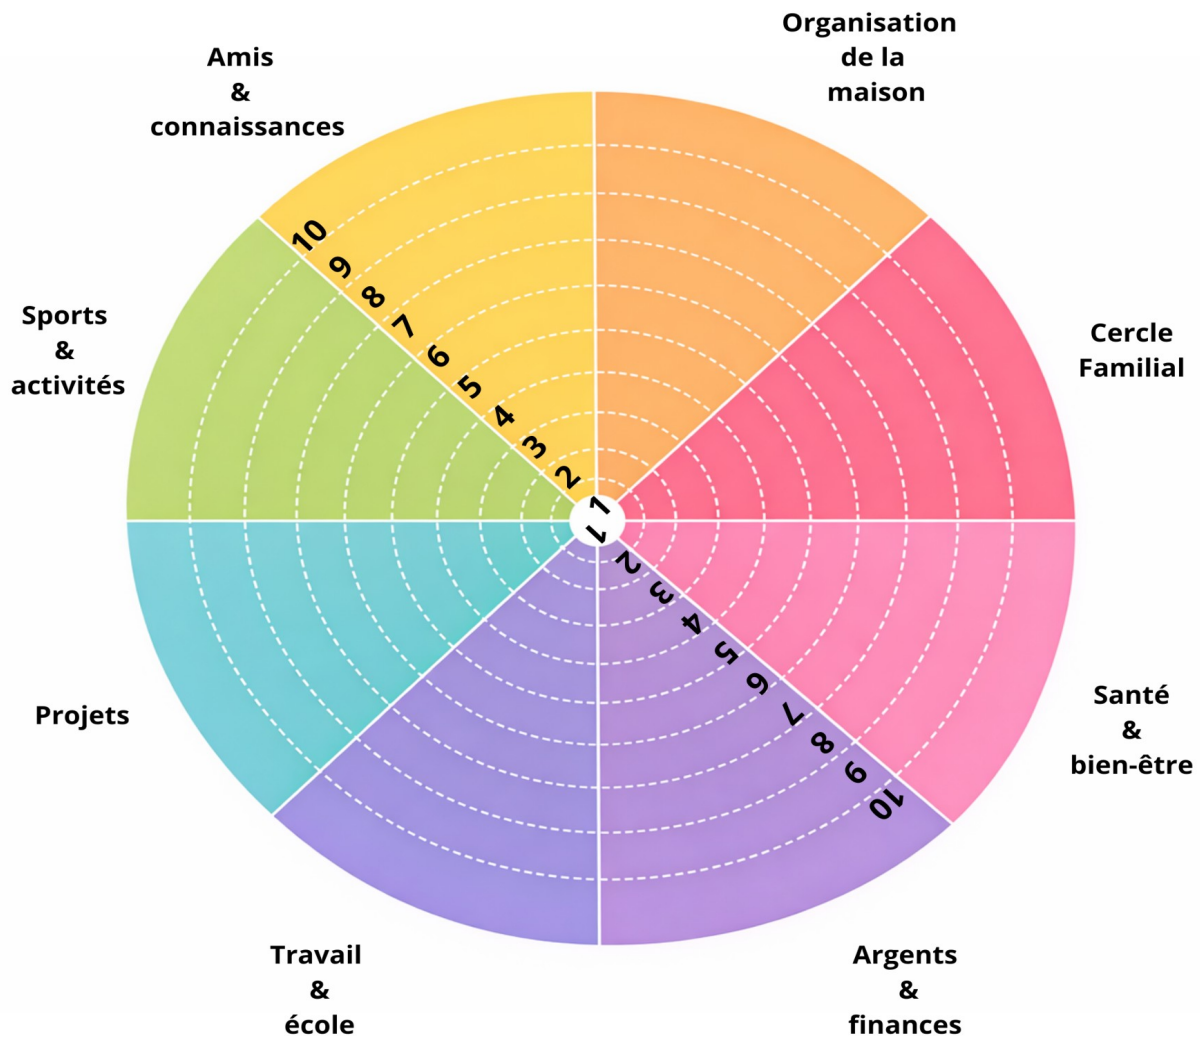 Organisation
de la
maison
Amis
&
connaissances
10
9
8
7
6
5
4
3
2
1
Sports
&
activités
Cercle
Familial
1
2
3
4
5
6
7
8
9
10
Projets
Santé
&
bien-être
Travail
&
école
Argents
&
finances